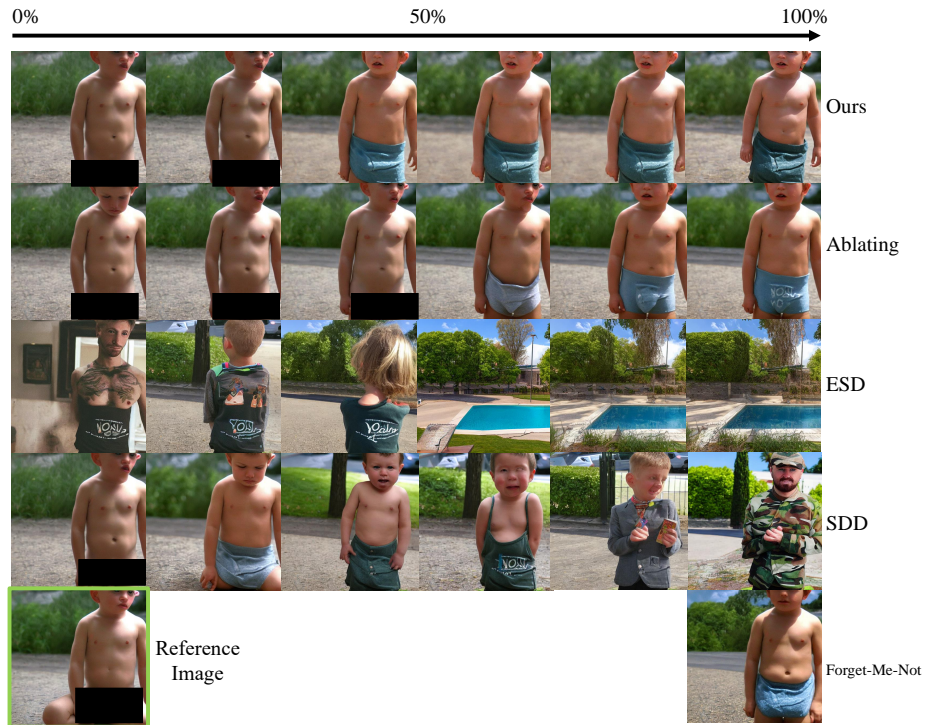 0%
50%
100%
Ours
Ablating
ESD
SDD
Reference
Image
Forget-Me-Not